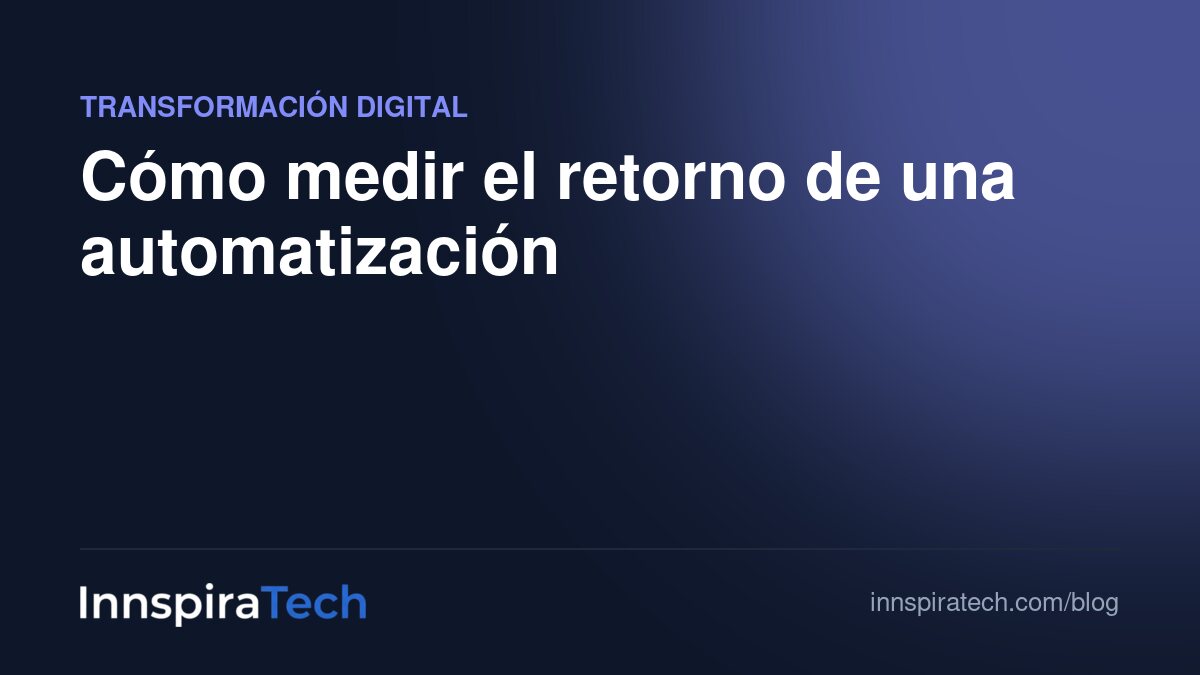 TRANSFORMACIÓN DIGITAL
Cómo medir el retorno de una
automatización
InnspiraTech
innspiratech.com/blog